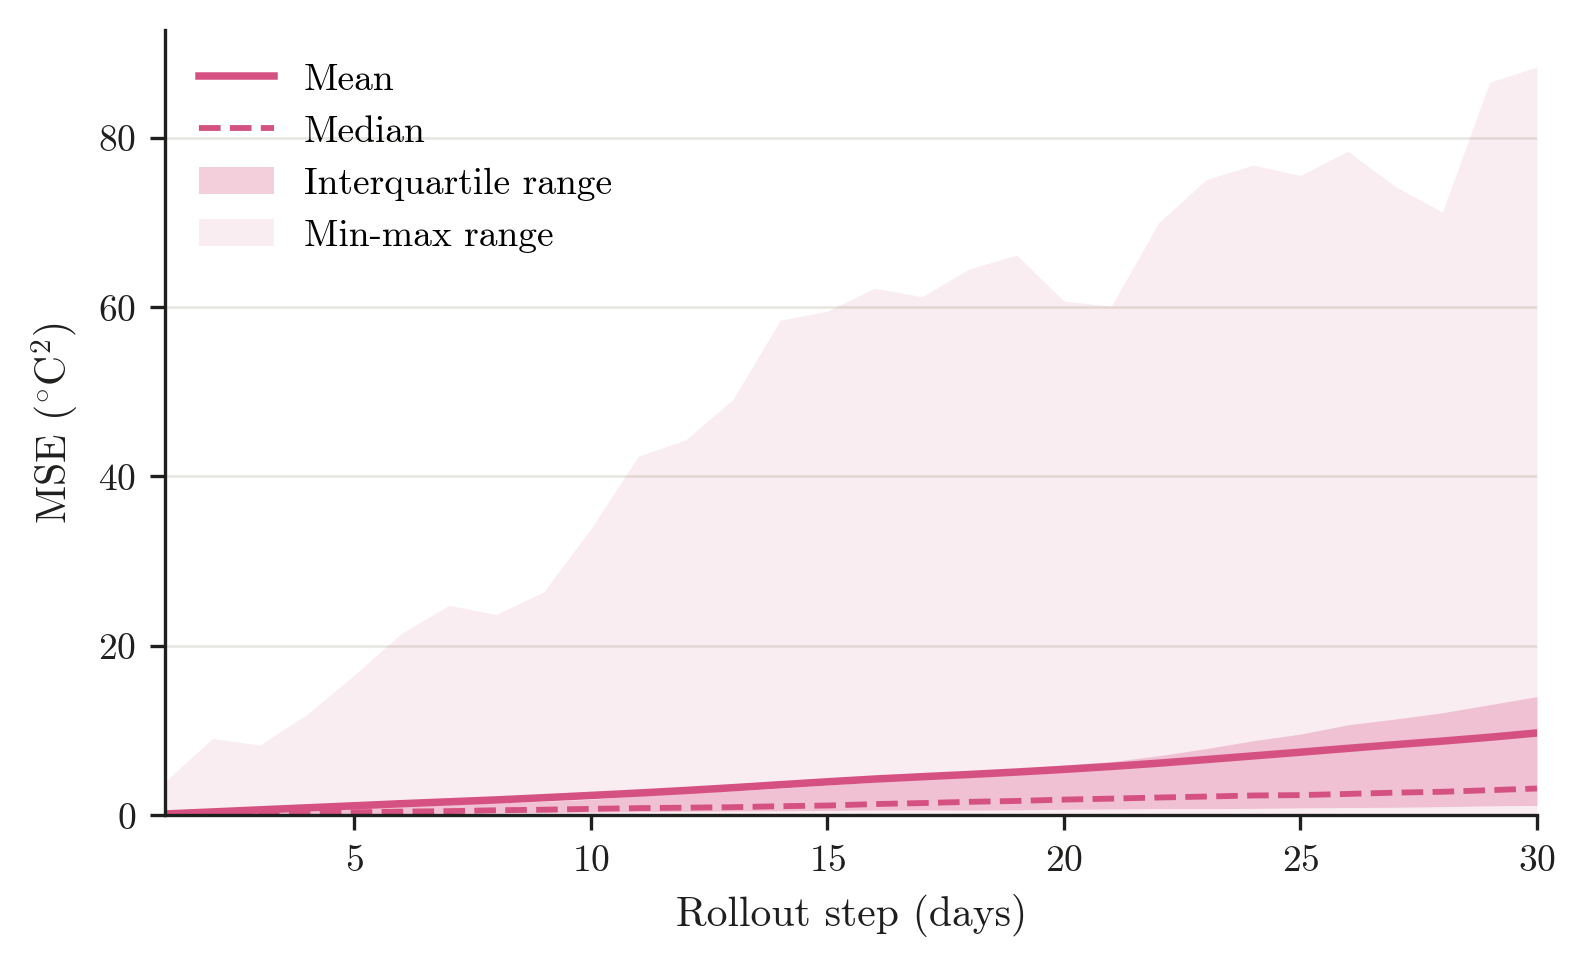 Mean
Median
Interquartile range
Min-max range
80
60
40
20
0
MSE (°C²)
5 10 15 20 25 30
Rollout step (days)